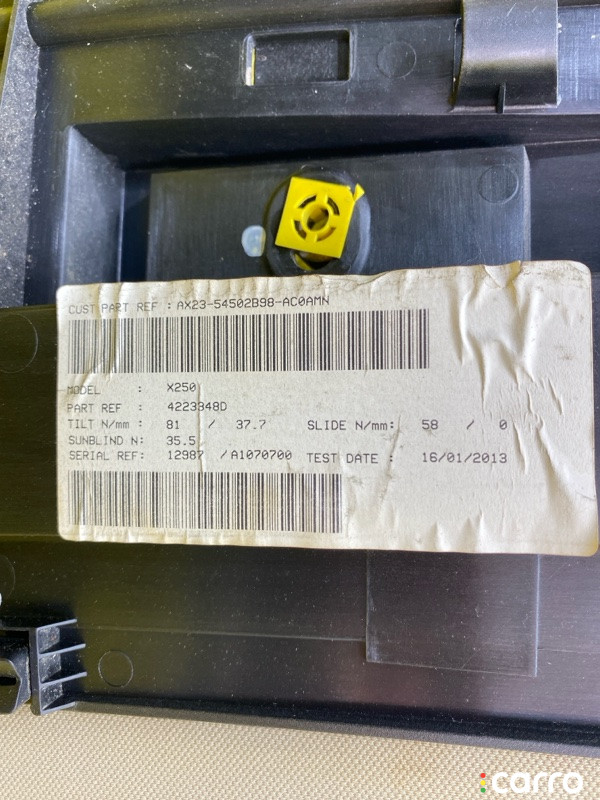 CUST PART REF : AX23-54502B98-AC0AMN
MODEL : X250
PART REF : 4223348D
TILT N/mm : 81 / 37.7 SLIDE N/mm: 58 / 0
SUNBLIND N: 35.5
SERIAL REF: 12987 /A1070700 TEST DATE : 16/01/2013
carro